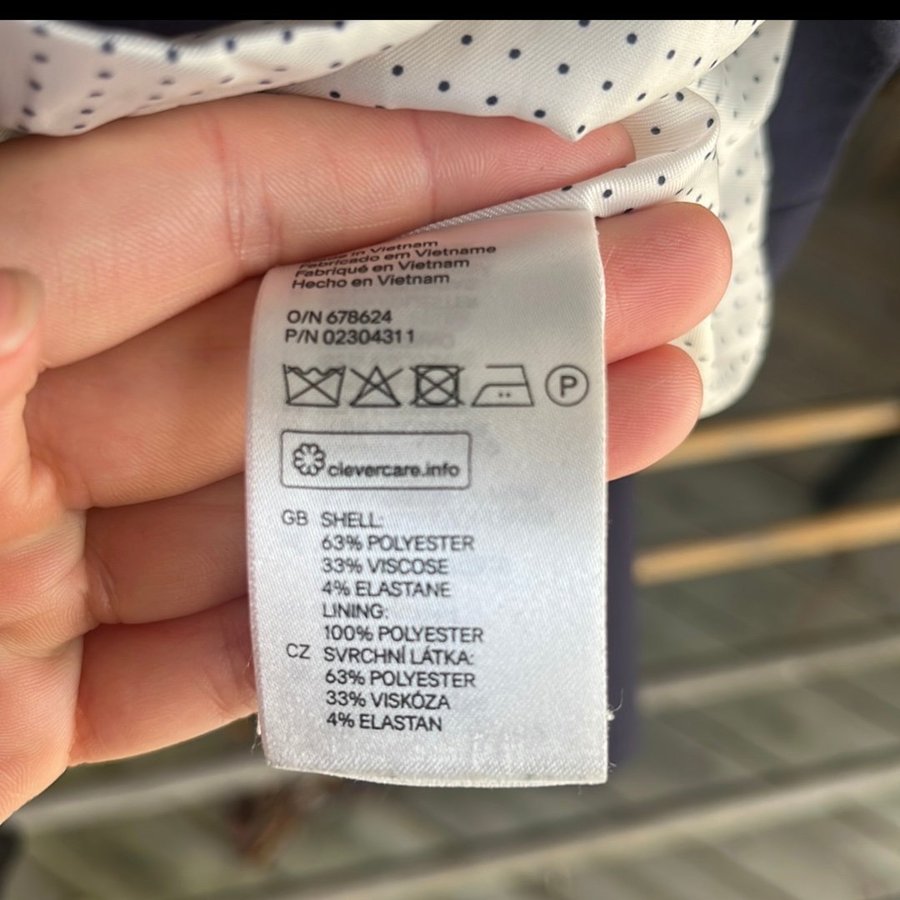 in Vietnam
Fabricado em Vietname
Fabriqué en Vietnam
Hecho en Vietnam
O/N 678624
P/N 02304311
P
clevercare.info
GB SHELL:
63% POLYESTER
33% VISCOSE
4% ELASTANE
LINING:
100% POLYESTER
CZ SVRCHNÍ LÁTKA:
63% POLYESTER
33% VISKÓZA
4% ELASTAN